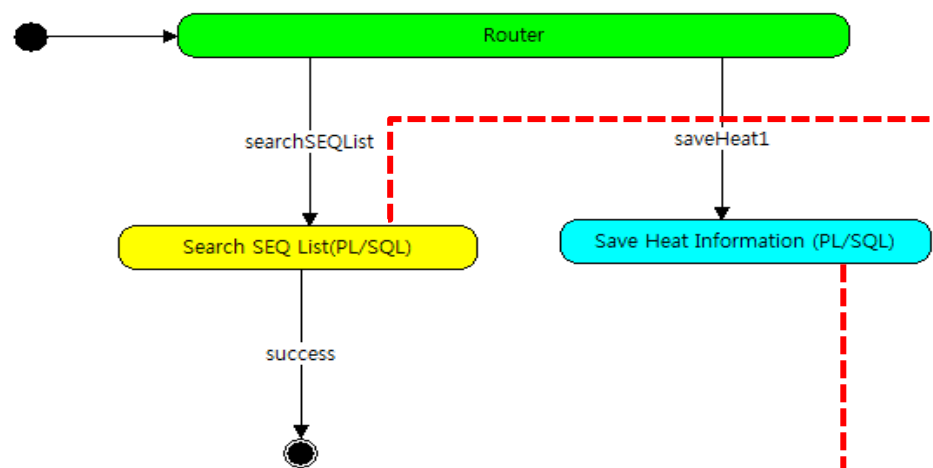 Router
searchSEQList
saveHeat1
Search SEQ List(PL/SQL)
Save Heat Information (PL/SQL)
success